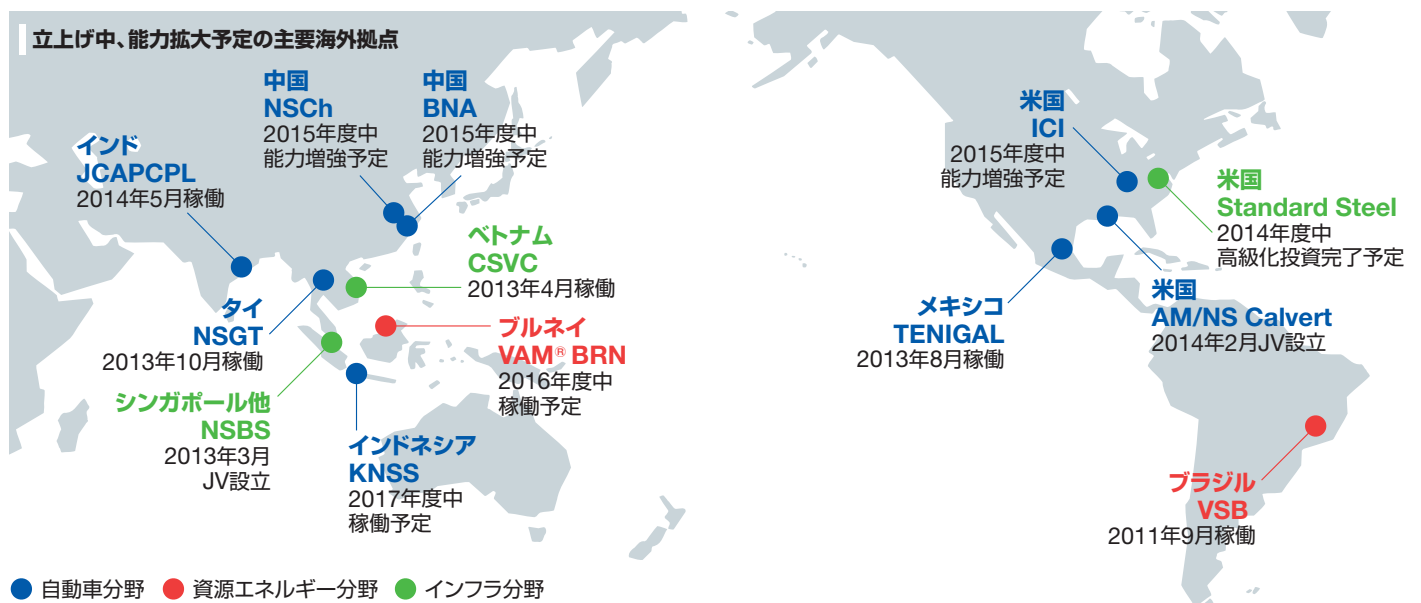 立上げ中、能力拡大予定の主要海外拠点
中国
NSCh
2015年度中
能力増強予定
中国
BNA
2015年度中
能力増強予定
インド
JCAPCPL
2014年5月稼働
ベトナム
CSVC
2013年4月稼働
タイ
NSGT
2013年10月稼働
ブルネイ
VAM® BRN
2016年度中
稼働予定
シンガポール他
NSBS
2013年3月
JV設立
インドネシア
KNSS
2017年度中
稼働予定
米国
ICI
2015年度中
能力増強予定
米国
Standard Steel
2014年度中
高級化投資完了予定
メキシコ
TENIGAL
2013年8月稼働
米国
AM/NS Calvert
2014年2月JV設立
ブラジル
VSB
2011年9月稼働
自動車分野 資源エネルギー分野 インフラ分野